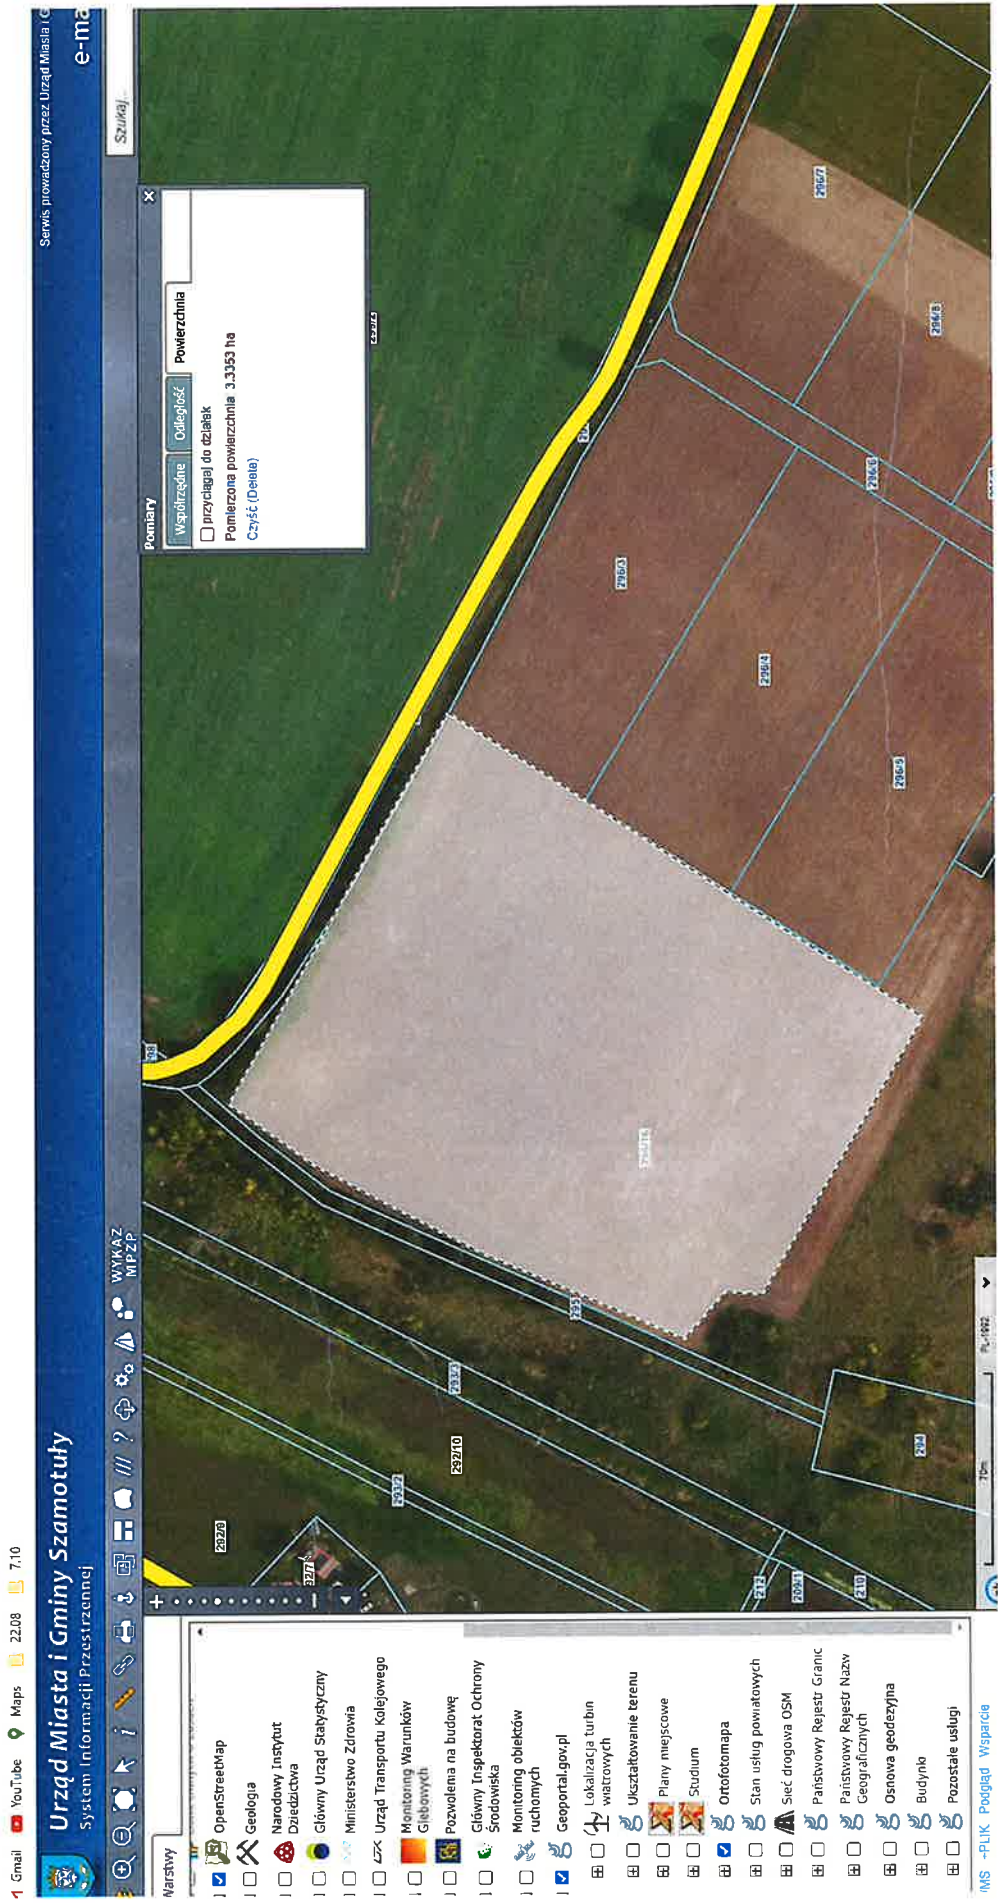 Gmail YouTube Maps 22.08 7.10
Urząd Miasta i Gminy Szamotuły
System Informacji Przestrzennej
Serwis prowadzony przez Urząd Miasta i G
e-ma
WYKAZ
MPZP
Szukaj...
Warstwy
OpenStreetMap
Geologia
Narodowy Instytut
Dziedzictwa
Główny Urząd Statystyczny
Ministerstwo Zdrowia
Urząd Transportu Kolejowego
Monitoring Warunków
Glebowych
Pozwolenia na budowę
Główny Inspektorat Ochrony
Środowiska
Monitoring obiektów
ruchomych
Geoportal.gov.pl
Lokalizacja turbin
wiatrowych
Ukształtowanie terenu
Plany miejscowe
Studium
Ortofotomapa
Stan usług powiatowych
Sieć drogowa OSM
Państwowy Rejestr Granic
Państwowy Rejestr Nazw
Geograficznych
Osnowa geodezyjna
Budynki
Pozostałe usługi
Podgląd Wsparcie
Pomiary
Współrzędne Odległość Powierzchnia
przyciągaj do działek
Pomierzona powierzchnia 3.3353 ha
Czyść (Delete)
292/9
293/2
292/10
293/3
295
294
212
209/1
210
296/3
296/4
296/5
296/6
296/7
296/8
70m
PL-1992